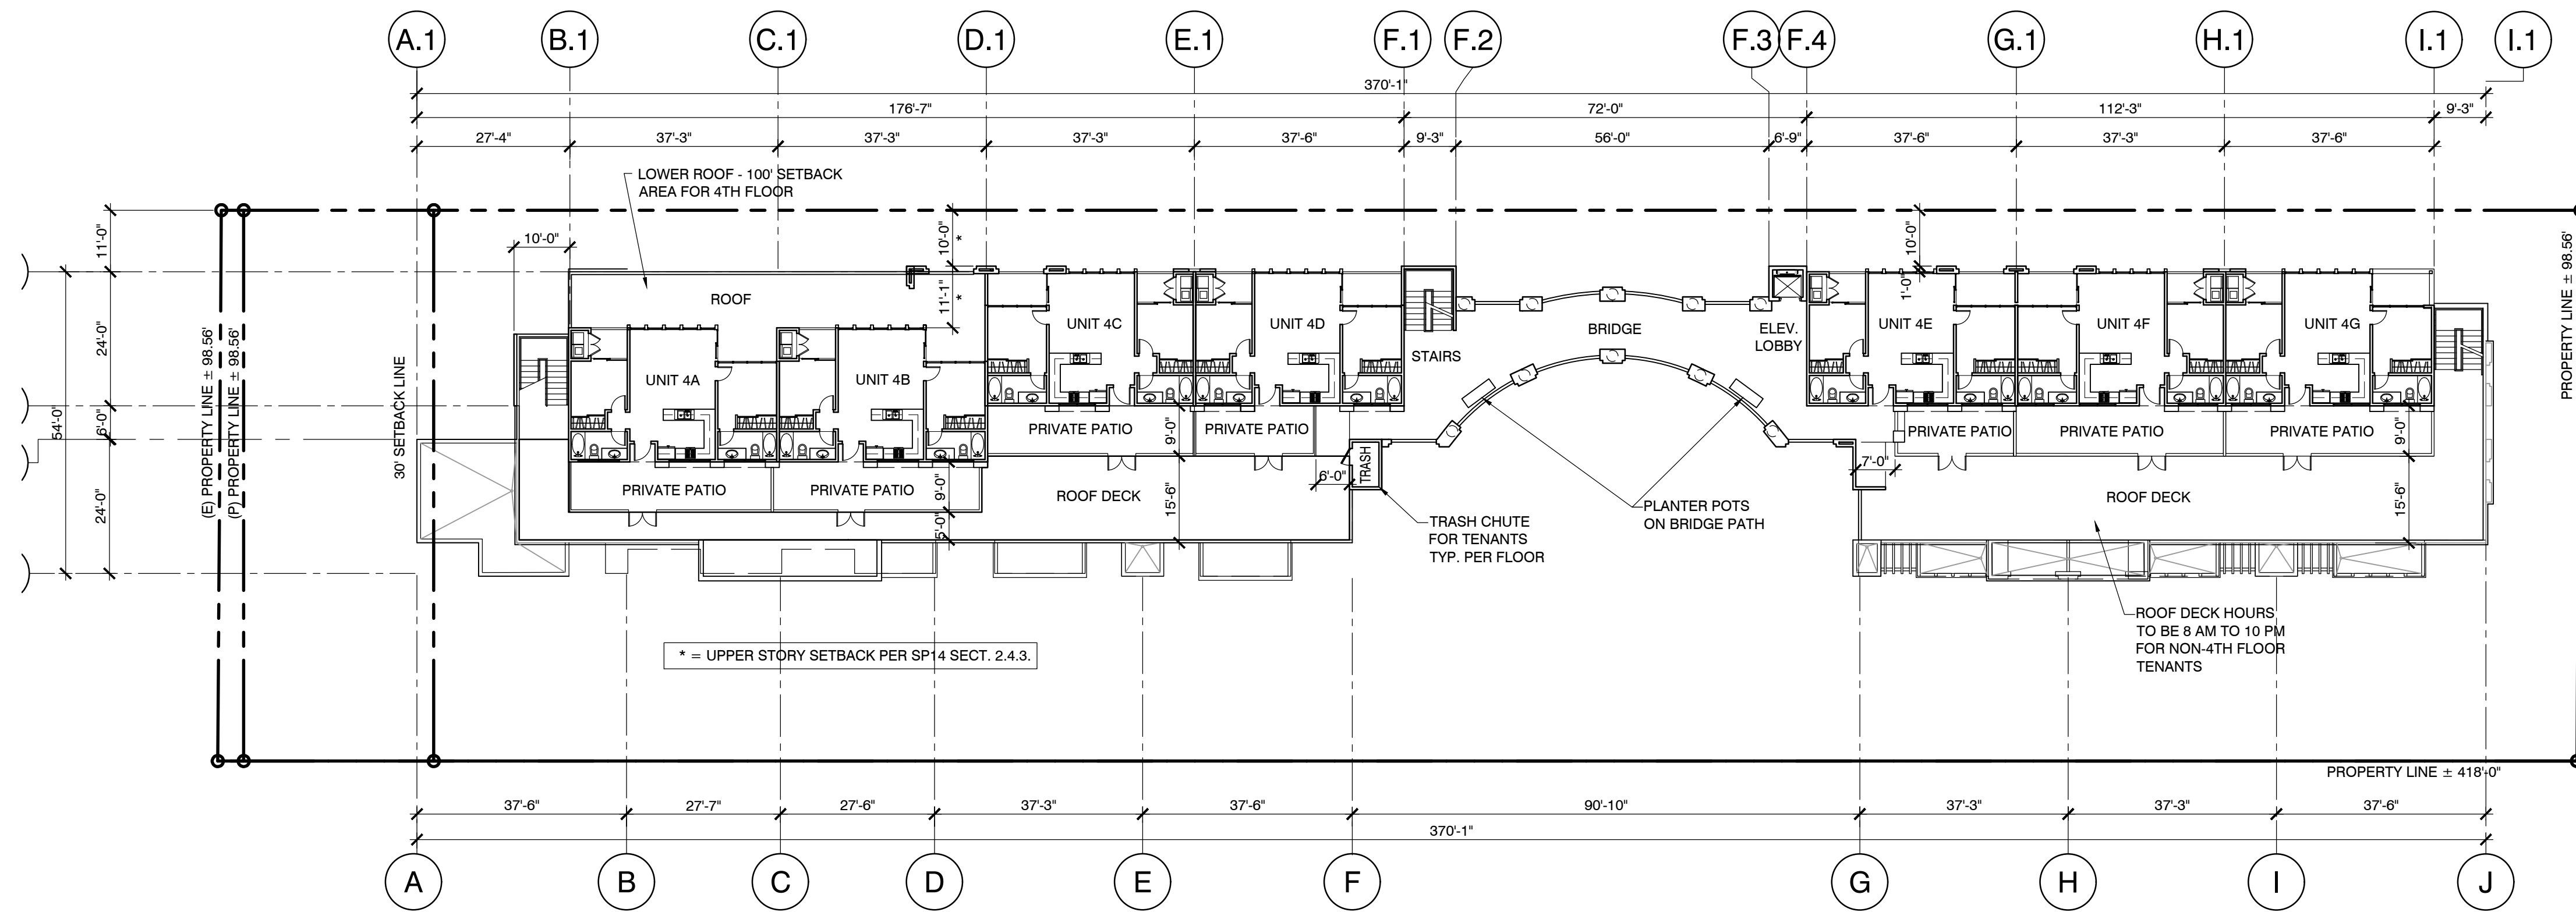 A.1 B.1 C.1 D.1 E.1 F.1 F.2 F.3 F.4 G.1 H.1 I.1 I.1
370'-1"
176'-7" 72'-0" 112'-3" 9'-3"
27'-4" 37'-3" 37'-3" 37'-3" 37'-6" 9'-3" 56'-0" 6'-9" 37'-6" 37'-3" 37'-6"
LOWER ROOF - 100' SETBACK
AREA FOR 4TH FLOOR
11'-0"
24'-0"
54'-0"
6'-0"
24'-0"
10'-0"
10'-0"
*
11'-1"
*
10'-0"
1'-0"
(E) PROPERTY LINE ± 98.56'
(P) PROPERTY LINE ± 98.56'
30' SETBACK LINE
PROPERTY LINE ± 98.56'
ROOF
UNIT 4A
UNIT 4B
UNIT 4C
UNIT 4D
STAIRS
BRIDGE
ELEV.
LOBBY
UNIT 4E
UNIT 4F
UNIT 4G
PRIVATE PATIO
PRIVATE PATIO
PRIVATE PATIO
PRIVATE PATIO
PRIVATE PATIO
PRIVATE PATIO
PRIVATE PATIO
9'-0"
5'-0"
9'-0"
15'-6"
6'-0"
TRASH
7'-0"
9'-0"
15'-6"
ROOF DECK
ROOF DECK
TRASH CHUTE
FOR TENANTS
TYP. PER FLOOR
PLANTER POTS
ON BRIDGE PATH
ROOF DECK HOURS
TO BE 8 AM TO 10 PM
FOR NON-4TH FLOOR
TENANTS
* = UPPER STORY SETBACK PER SP14 SECT. 2.4.3.
PROPERTY LINE ± 418'-0"
37'-6" 27'-7" 27'-6" 37'-3" 37'-6" 90'-10" 37'-3" 37'-3" 37'-6"
370'-1"
A B C D E F G H I J